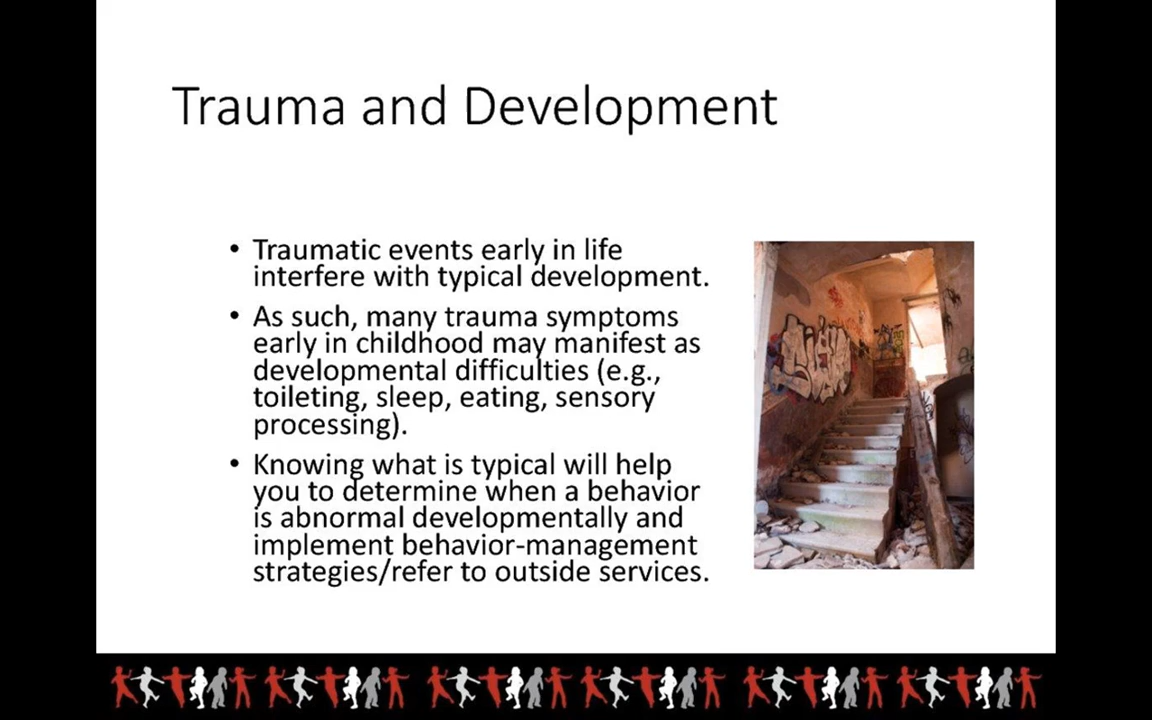 Trauma and Development
• Traumatic events early in life
interfere with typical development.
• As such, many trauma symptoms
early in childhood may manifest as
developmental difficulties (e.g.,
toileting, sleep, eating, sensory
processing).
• Knowing what is typical will help
you to determine when a behavior
is abnormal developmentally and
implement behavior-management
strategies/refer to outside services.